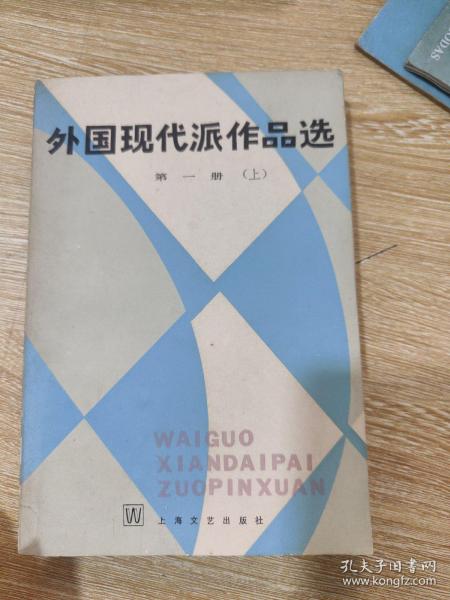 外国现代派作品选
第一册（上）
WAIGUO
XIANDAIPAI
ZUOPINXUAN
W 上海文艺出版社
ODAS
孔夫子旧书网
www.kongfz.com